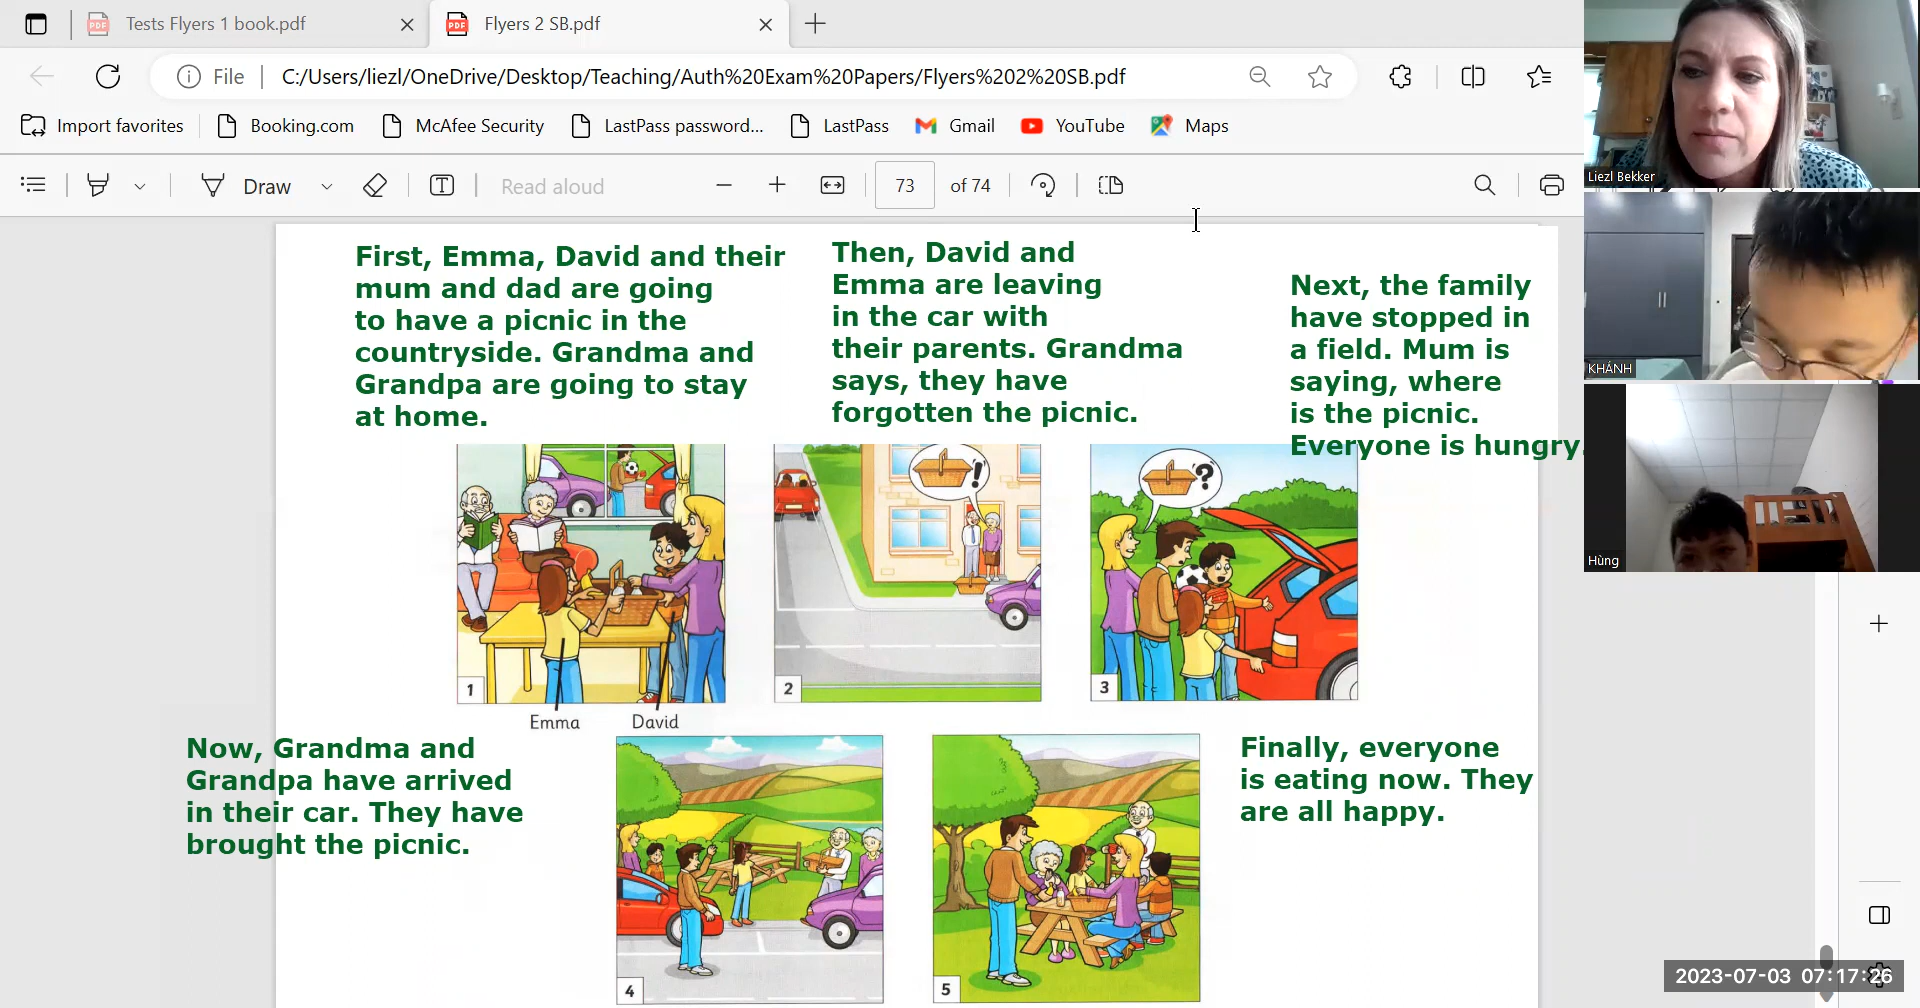 Tests Flyers 1 book.pdf
Flyers 2 SB.pdf
File
C:/Users/liezl/OneDrive/Desktop/Teaching/Auth%20Exam%20Papers/Flyers%202%20SB.pdf
Import favorites
Booking.com
McAfee Security
LastPass password...
LastPass
Gmail
YouTube
Maps
Draw
Read aloud
73
of 74
First, Emma, David and their
mum and dad are going
to have a picnic in the
countryside. Grandma and
Grandpa are going to stay
at home.
Then, David and
Emma are leaving
in the car with
their parents. Grandma
says, they have
forgotten the picnic.
Next, the family
have stopped in
a field. Mum is
saying, where
is the picnic.
Everyone is hungry.
!
?
1
2
3
Emma
David
Now, Grandma and
Grandpa have arrived
in their car. They have
brought the picnic.
Finally, everyone
is eating now. They
are all happy.
4
5
Liezl Bekker
KHÁNH
Hùng
2023-07-03 07:17:26